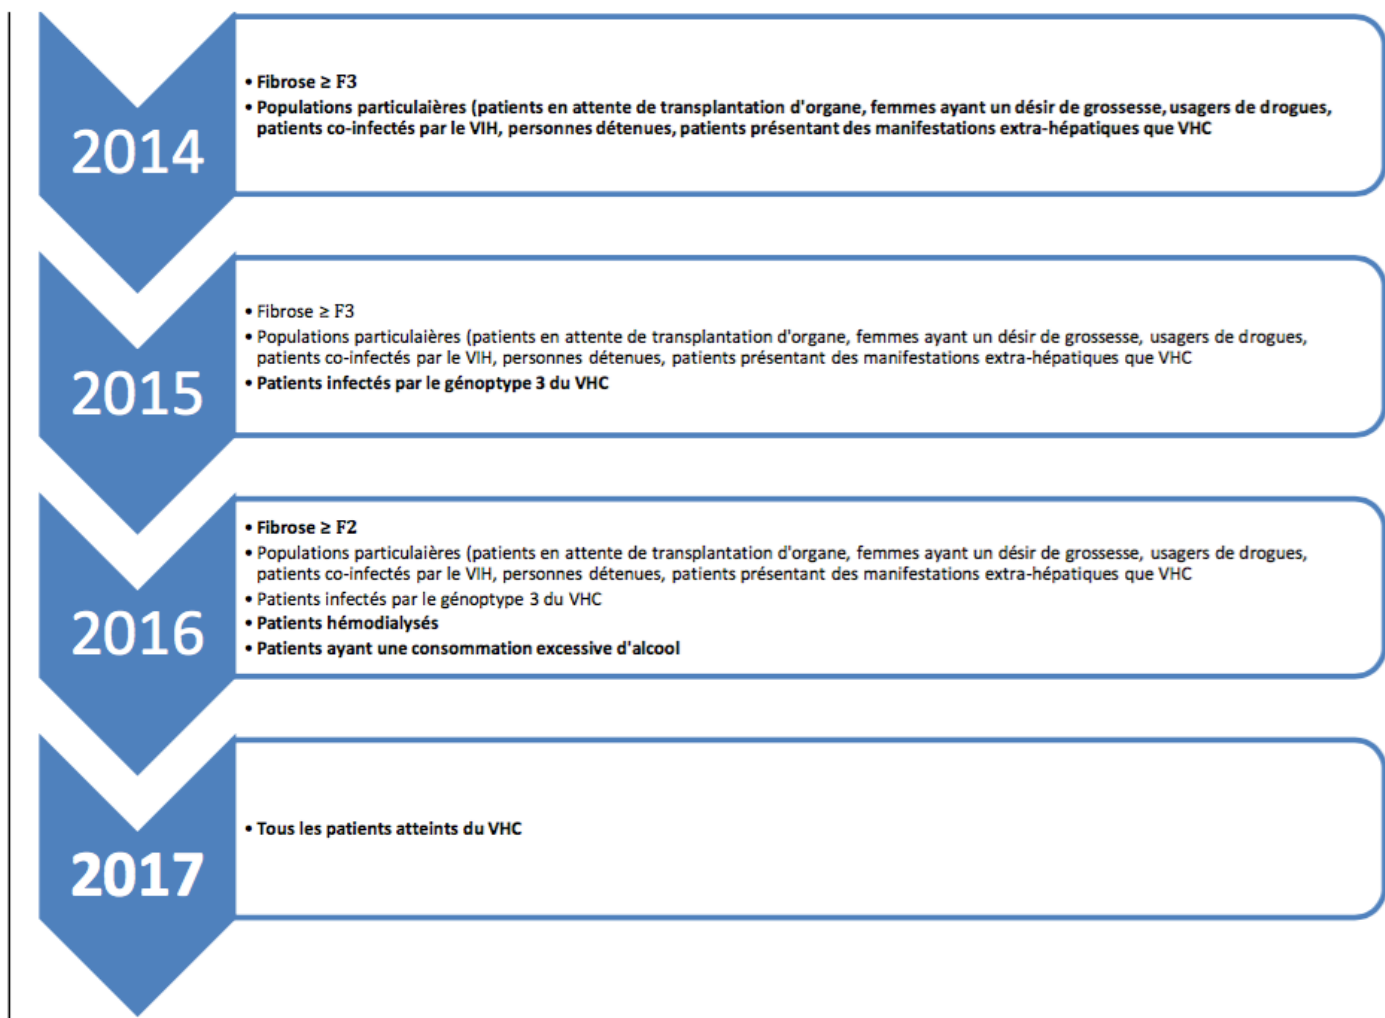 2014
• Fibrose ≥ F3
• Populations particulaières (patients en attente de transplantation d'organe, femmes ayant un désir de grossesse, usagers de drogues,
patients co-infectés par le VIH, personnes détenues, patients présentant des manifestations extra-hépatiques que VHC
2015
• Fibrose ≥ F3
• Populations particulaières (patients en attente de transplantation d'organe, femmes ayant un désir de grossesse, usagers de drogues,
patients co-infectés par le VIH, personnes détenues, patients présentant des manifestations extra-hépatiques que VHC
• Patients infectés par le génoptype 3 du VHC
2016
• Fibrose ≥ F2
• Populations particulaières (patients en attente de transplantation d'organe, femmes ayant un désir de grossesse, usagers de drogues,
patients co-infectés par le VIH, personnes détenues, patients présentant des manifestations extra-hépatiques que VHC
• Patients infectés par le génoptype 3 du VHC
• Patients hémodialysés
• Patients ayant une consommation excessive d'alcool
2017
• Tous les patients atteints du VHC